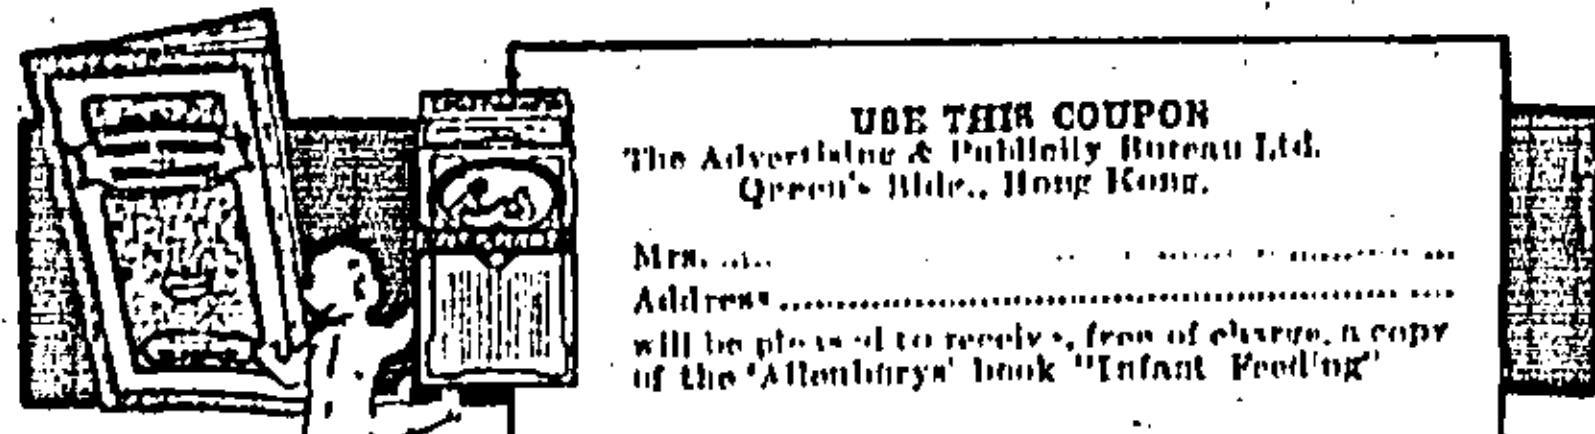 USE THIS COUPON
The Advertising & Publicity Bureau Ltd.
Queen's Bldg., Hong Kong.
Mrs. ....
Address ....
will be pleased to receive, free of charge, a copy
of the 'Allenburys' book "Infant Feeding"